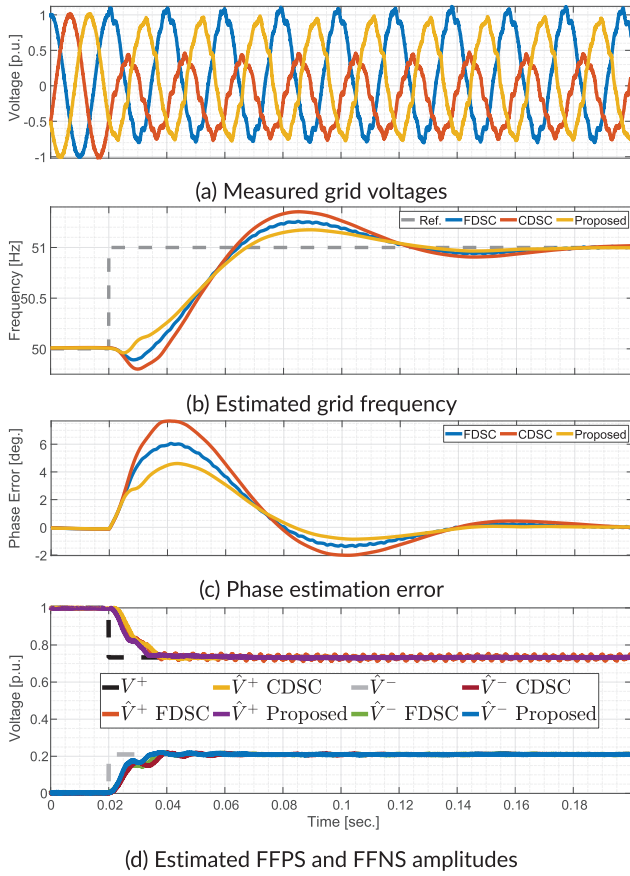 Voltage [p.u.]
1
0.5
0
-0.5
-1
(a) Measured grid voltages
Frequency [Hz]
51
50.5
50
Ref. FDSC CDSC Proposed
(b) Estimated grid frequency
Phase Error [deg.]
6
4
2
0
-2
FDSC CDSC Proposed
(c) Phase estimation error
Voltage [p.u.]
1
0.8
0.6
0.4
0.2
0
V̂⁺ CDSC V̂⁻ V̂⁻ CDSC
V⁺
V̂⁺ FDSC V̂⁺ Proposed V̂⁻ FDSC V̂⁻ Proposed
0 0.02 0.04 0.06 0.08 0.1 0.12 0.14 0.16 0.18
Time [sec.]
(d) Estimated FFPS and FFNS amplitudes